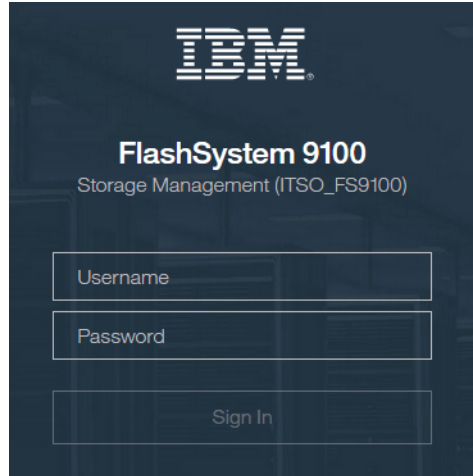 IBM®
FlashSystem 9100
Storage Management (ITSO_FS9100)
Username
Password
Sign In